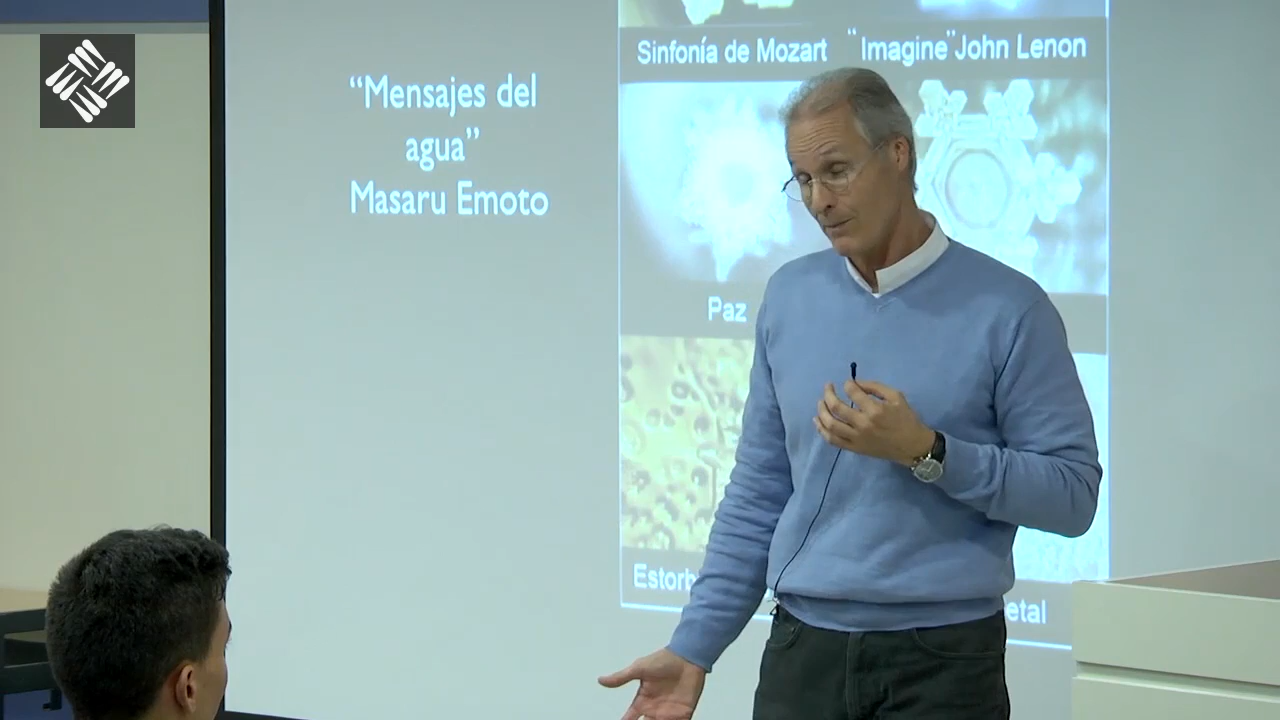 “Mensajes del
agua”
Masaru Emoto
Sinfonía de Mozart
“Imagine” John Lenon
Paz